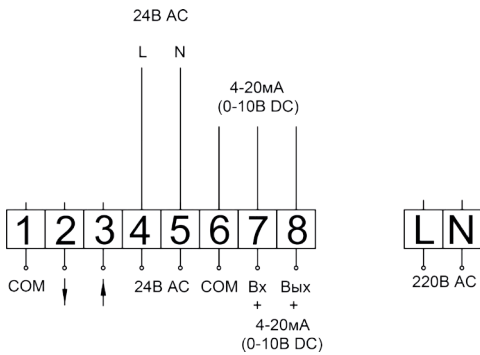 24В AC
L N
4-20мА
(0-10В DC)
1 2 3 4 5 6 7 8 L N
COM 24В AC COM Вх Вых 220В AC
+ +
4-20мА
(0-10В DC)